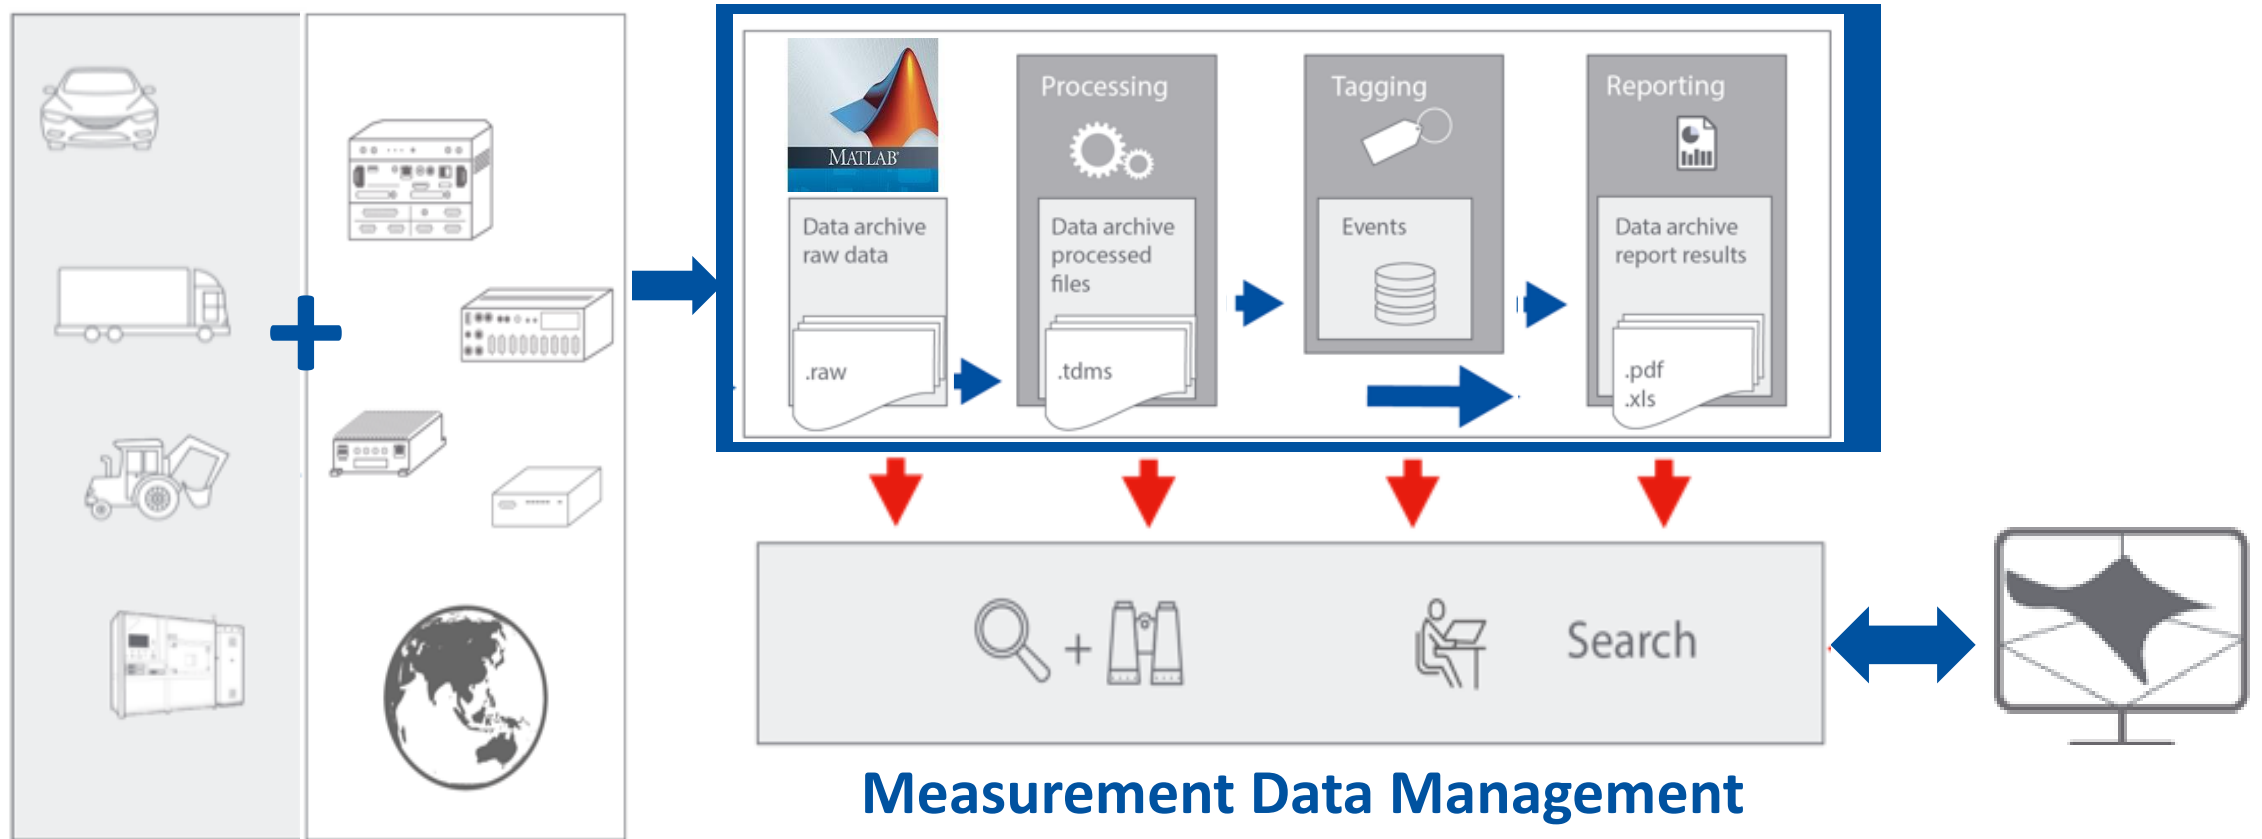 MATLAB®
Processing
Tagging
Reporting
Data archive
raw data
Data archive
processed
files
Events
Data archive
report results
.raw
.tdms
.pdf
.xls
+
Search
Measurement Data Management